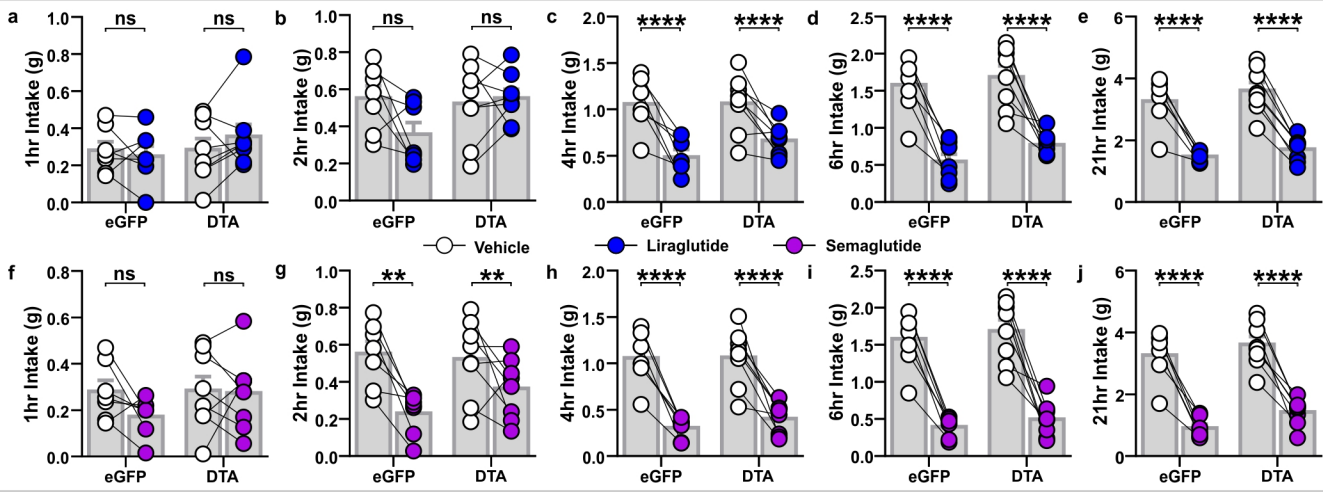 a
1hr Intake (g)
1.0
0.8
0.6
0.4
0.2
0.0
ns
ns
eGFP
DTA
b
2hr Intake (g)
1.0
0.8
0.6
0.4
0.2
0.0
ns
ns
eGFP
DTA
c
4hr Intake (g)
2.0
1.5
1.0
0.5
0.0
****
****
eGFP
DTA
d
6hr Intake (g)
2.5
2.0
1.5
1.0
0.5
0.0
****
****
eGFP
DTA
e
21hr Intake (g)
6
4
2
0
****
****
eGFP
DTA
Vehicle
Liraglutide
Semaglutide
f
1hr Intake (g)
0.8
0.6
0.4
0.2
0.0
ns
ns
eGFP
DTA
g
2hr Intake (g)
1.0
0.8
0.6
0.4
0.2
0.0
**
**
eGFP
DTA
h
4hr Intake (g)
2.0
1.5
1.0
0.5
0.0
****
****
eGFP
DTA
i
6hr Intake (g)
2.5
2.0
1.5
1.0
0.5
0.0
****
****
eGFP
DTA
j
21hr Intake (g)
6
4
2
0
****
****
eGFP
DTA